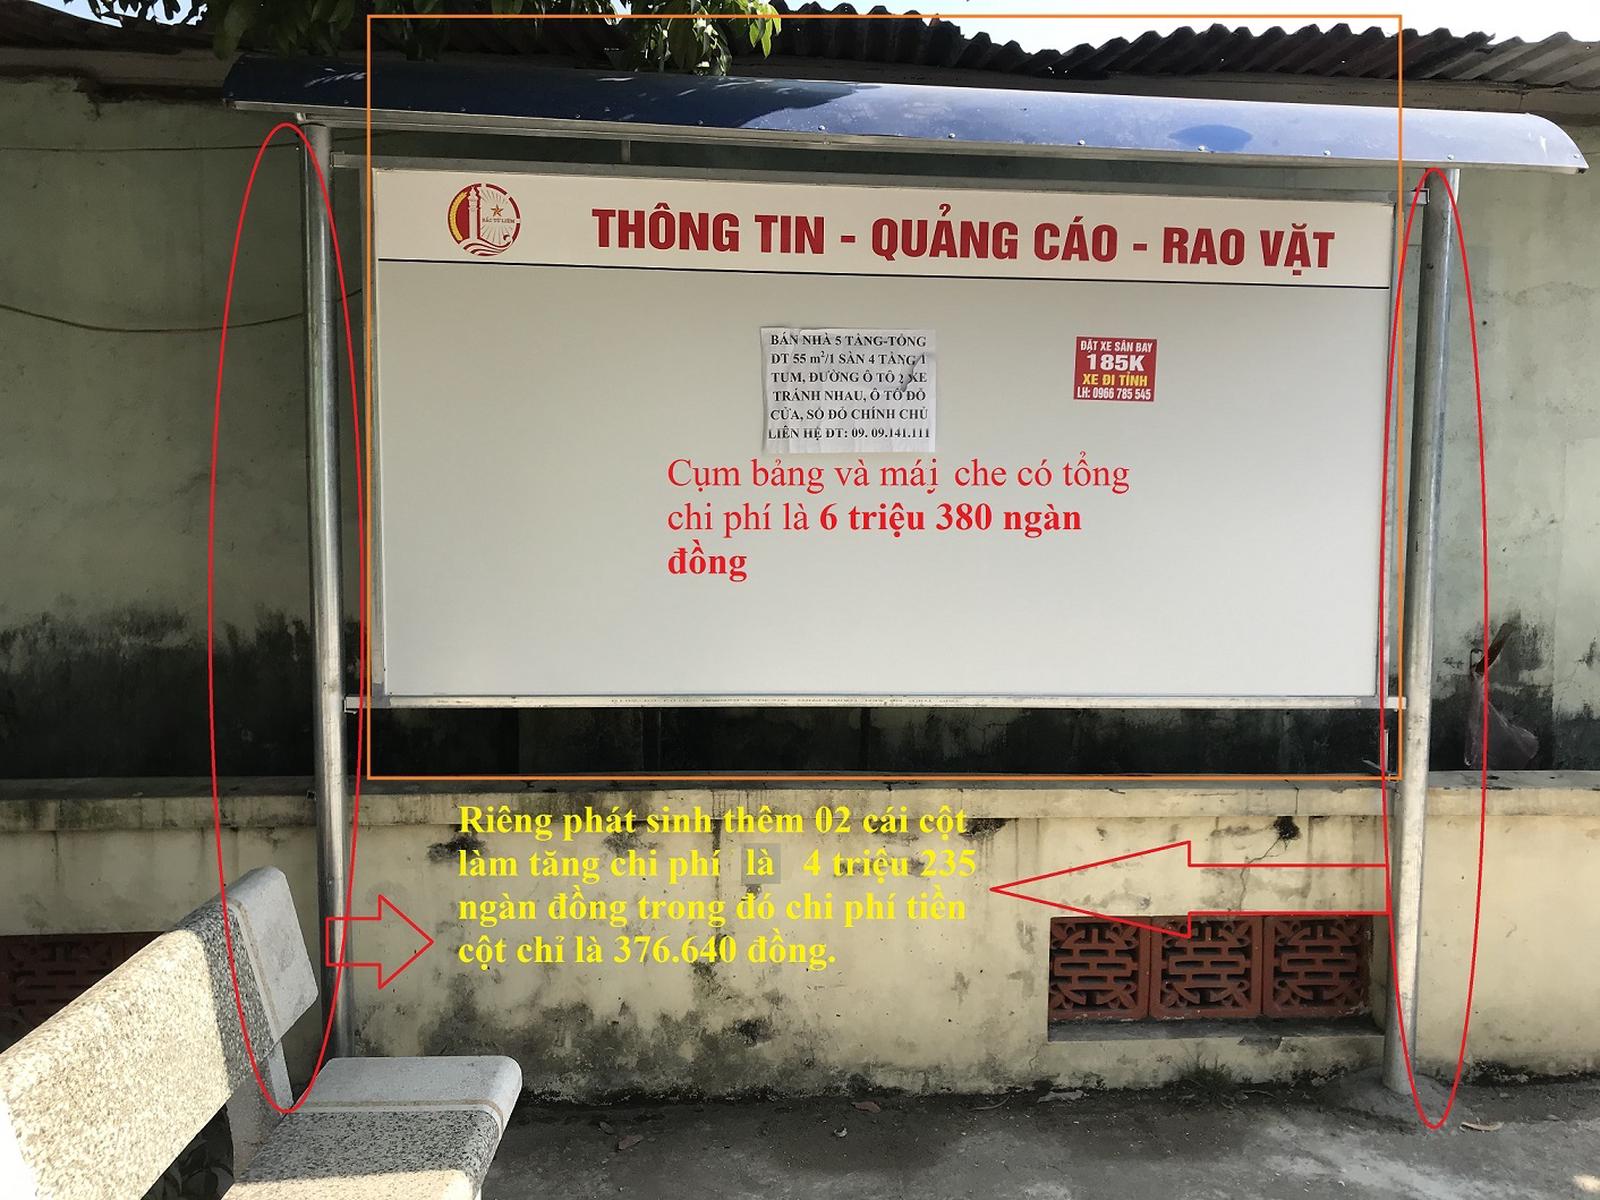 BẮC TỪ LIÊM
THÔNG TIN - QUẢNG CÁO - RAO VẶT
BÁN NHÀ 5 TẦNG-TỔNG
DT 55 m²/1 SÀN 4 TẦNG 1
TUM, ĐƯỜNG Ô TÔ 2 XE
TRÁNH NHAU, Ô TÔ ĐỖ
CỬA, SỔ ĐỎ CHÍNH CHỦ
LIÊN HỆ ĐT: 09. 09.141.111
ĐẶT XE SÂN BAY
185K
XE ĐI TỈNH
LH: 0966 785 545
Cụm bảng và mái che có tổng
chi phí là 6 triệu 380 ngàn
đồng
Riêng phát sinh thêm 02 cái cột
làm tăng chi phí là 4 triệu 235
ngàn đồng trong đó chi phí tiền
cột chỉ là 376.640 đồng.